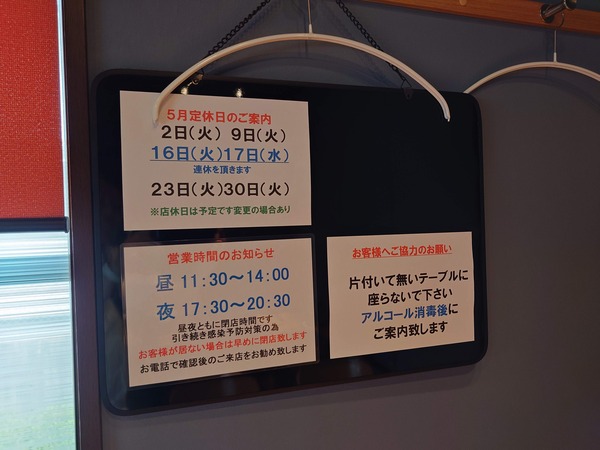 5月定休日のご案内
2日(火) 9日(火)
16日(火)17日(水)
連休を頂きます
23日(火)30日(火)
※店休日は予定です変更の場合あり
営業時間のお知らせ
昼 11:30～14:00
夜 17:30～20:30
昼夜ともに閉店時間です
引き続き感染予防対策の為
お客様が居ない場合は早めに閉店致します
お電話で確認後のご来店をお勧め致します
お客様へご協力のお願い
片付いて無いテーブルに
座らないで下さい
アルコール消毒後に
ご案内致します